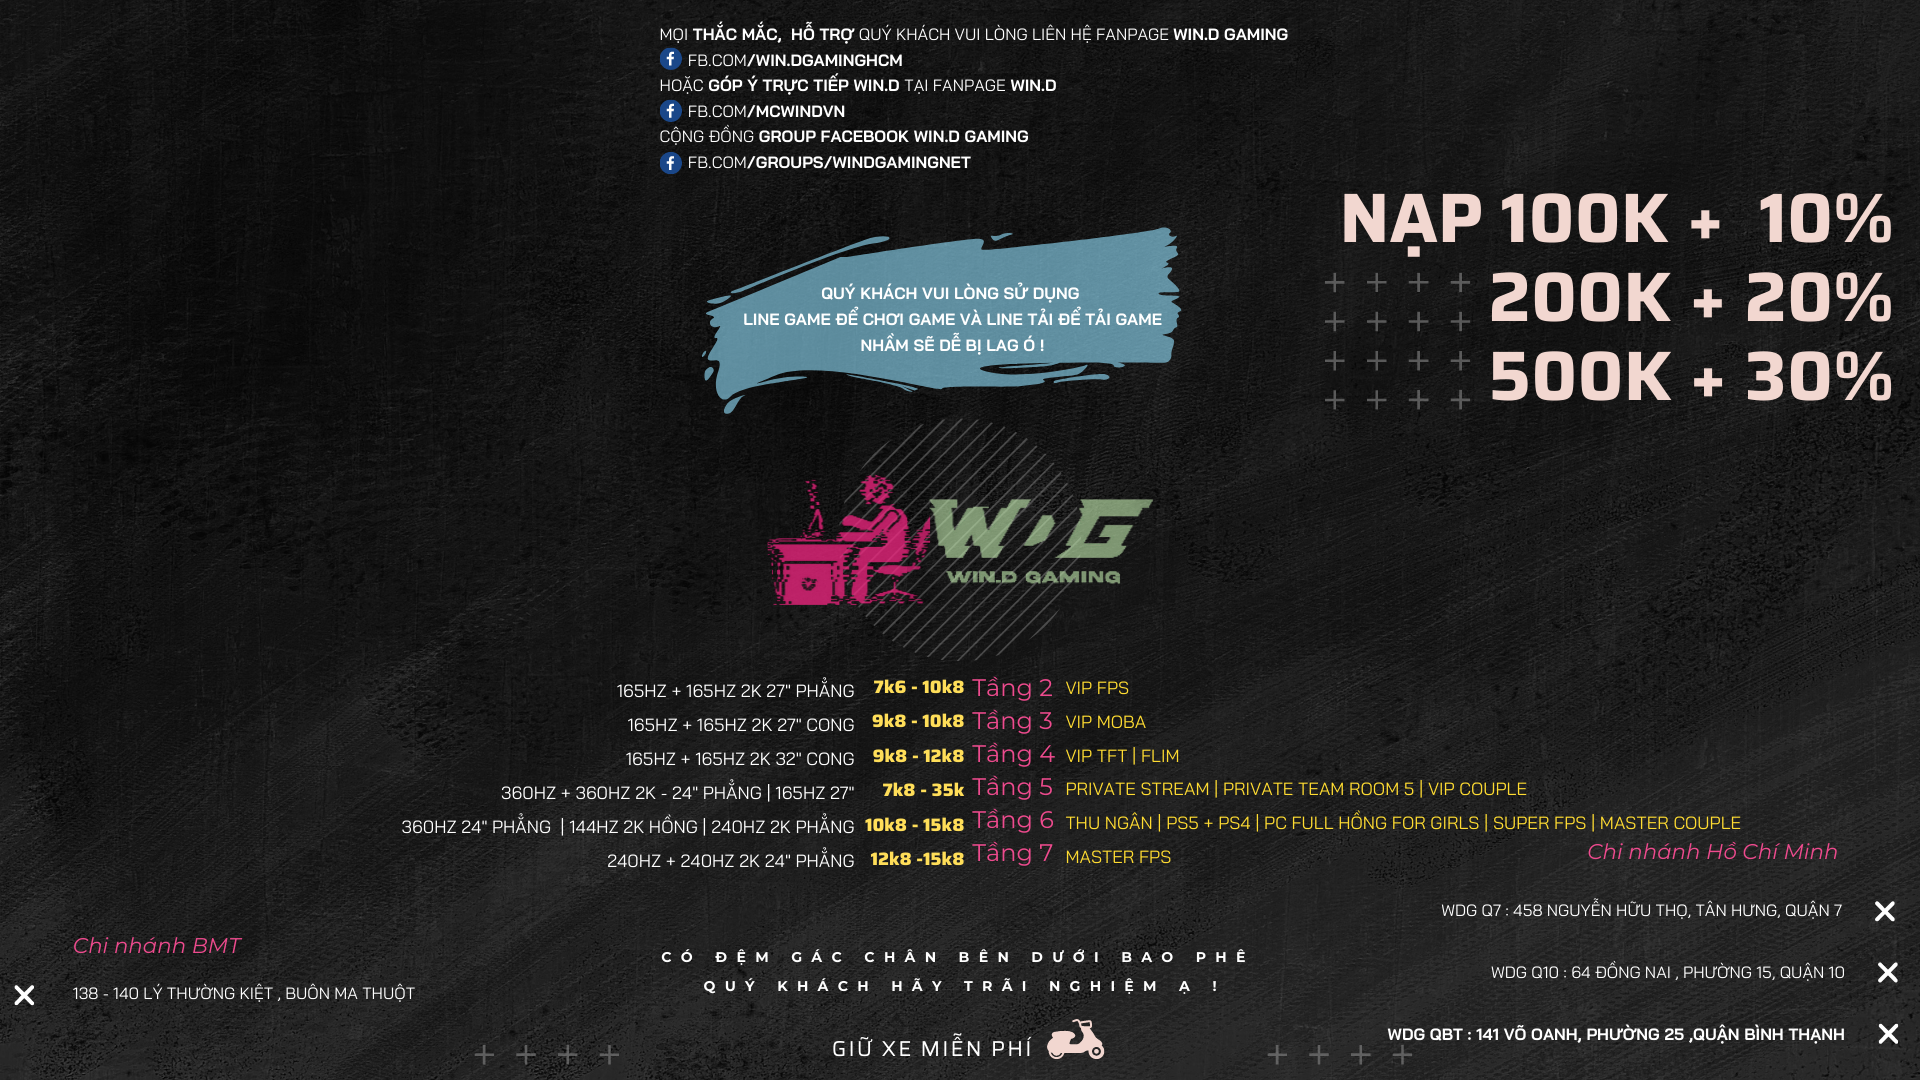 MỌI THẮC MẮC,  HỖ TRỢ QUÝ KHÁCH VUI LÒNG LIÊN HỆ FANPAGE WIN.D GAMING
FB.COM/WIN.DGAMINGHCM
HOẶC GÓP Ý TRỰC TIẾP WIN.D TẠI FANPAGE WIN.D
FB.COM/MCWINDVN
CỘNG ĐỒNG GROUP FACEBOOK WIN.D GAMING
FB.COM/GROUPS/WINDGAMINGNET
NẠP 100K + 10%
200K + 20%
500K + 30%
QUÝ KHÁCH VUI LÒNG SỬ DỤNG
LINE GAME ĐỂ CHƠI GAME VÀ LINE TẢI ĐỂ TẢI GAME
NHẦM SẼ DỄ BỊ LAG Ó !
W·G
WIN.D GAMING
165HZ + 165HZ 2K 27" PHẲNG 7k6 - 10k8 Tầng 2 VIP FPS
165HZ + 165HZ 2K 27" CONG 9k8 - 10k8 Tầng 3 VIP MOBA
165HZ + 165HZ 2K 32" CONG 9k8 - 12k8 Tầng 4 VIP TFT | FLIM
360HZ + 360HZ 2K - 24" PHẲNG | 165HZ 27" 7k8 - 35k Tầng 5 PRIVATE STREAM | PRIVATE TEAM ROOM 5 | VIP COUPLE
360HZ 24" PHẲNG | 144HZ 2K HỒNG | 240HZ 2K PHẲNG 10k8 - 15k8 Tầng 6 THU NGÂN | PS5 + PS4 | PC FULL HỒNG FOR GIRLS | SUPER FPS | MASTER COUPLE
240HZ + 240HZ 2K 24" PHẲNG 12k8 -15k8 Tầng 7 MASTER FPS
Chi nhánh Hồ Chí Minh
WDG Q7 : 458 NGUYỄN HỮU THỌ, TÂN HƯNG, QUẬN 7
WDG Q10 : 64 ĐỒNG NAI , PHƯỜNG 15, QUẬN 10
WDG QBT : 141 VÕ OANH, PHƯỜNG 25 ,QUẬN BÌNH THẠNH
Chi nhánh BMT
138 - 140 LÝ THƯỜNG KIỆT , BUÔN MA THUỘT
CÓ ĐỆM GÁC CHÂN BÊN DƯỚI BAO PHÊ
QUÝ KHÁCH HÃY TRÃI NGHIỆM Ạ !
GIỮ XE MIỄN PHÍ